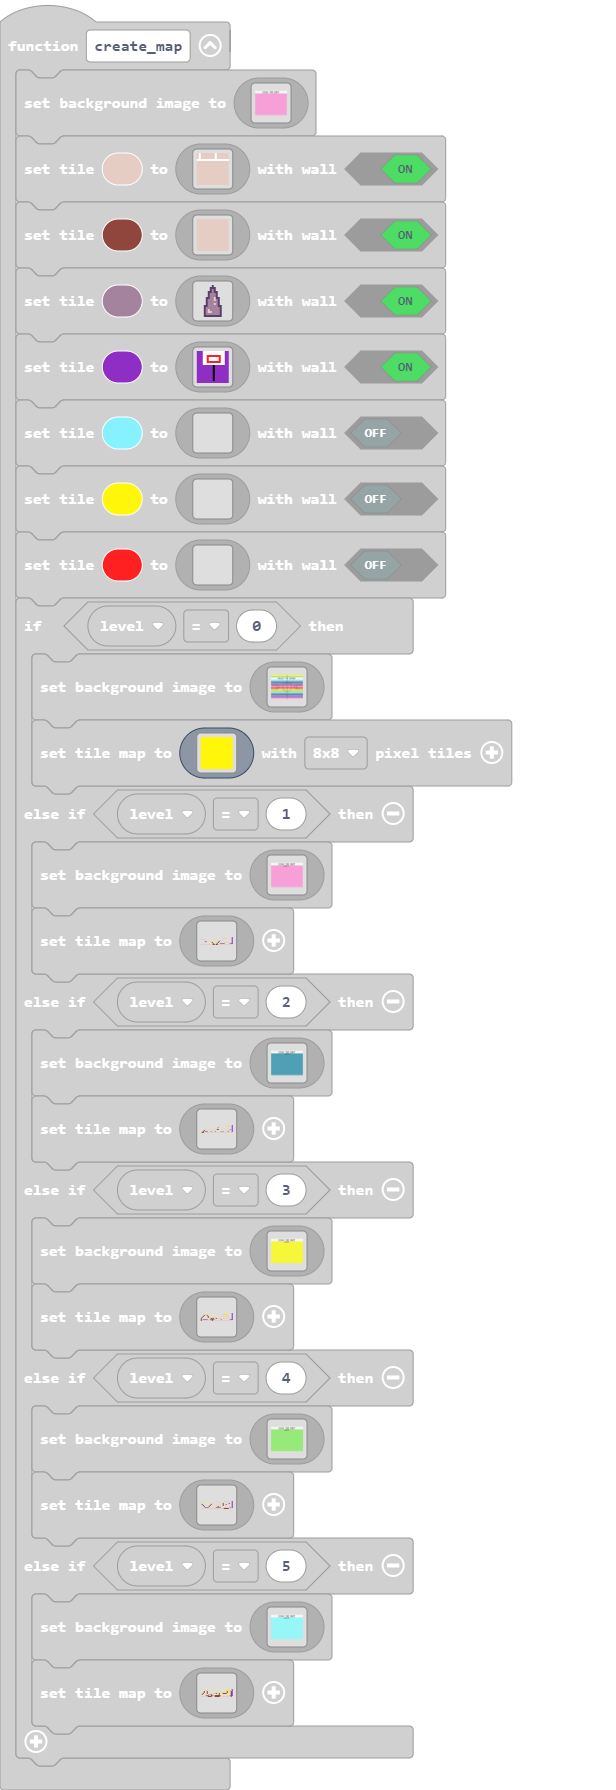 function create_map
set background image to
set tile to with wall ON
set tile to with wall ON
set tile to with wall ON
set tile to with wall ON
set tile to with wall OFF
set tile to with wall OFF
set tile to with wall OFF
if level = 0 then
set background image to
set tile map to with 8x8 pixel tiles
else if level = 1 then
set background image to
set tile map to
else if level = 2 then
set background image to
set tile map to
else if level = 3 then
set background image to
set tile map to
else if level = 4 then
set background image to
set tile map to
else if level = 5 then
set background image to
set tile map to